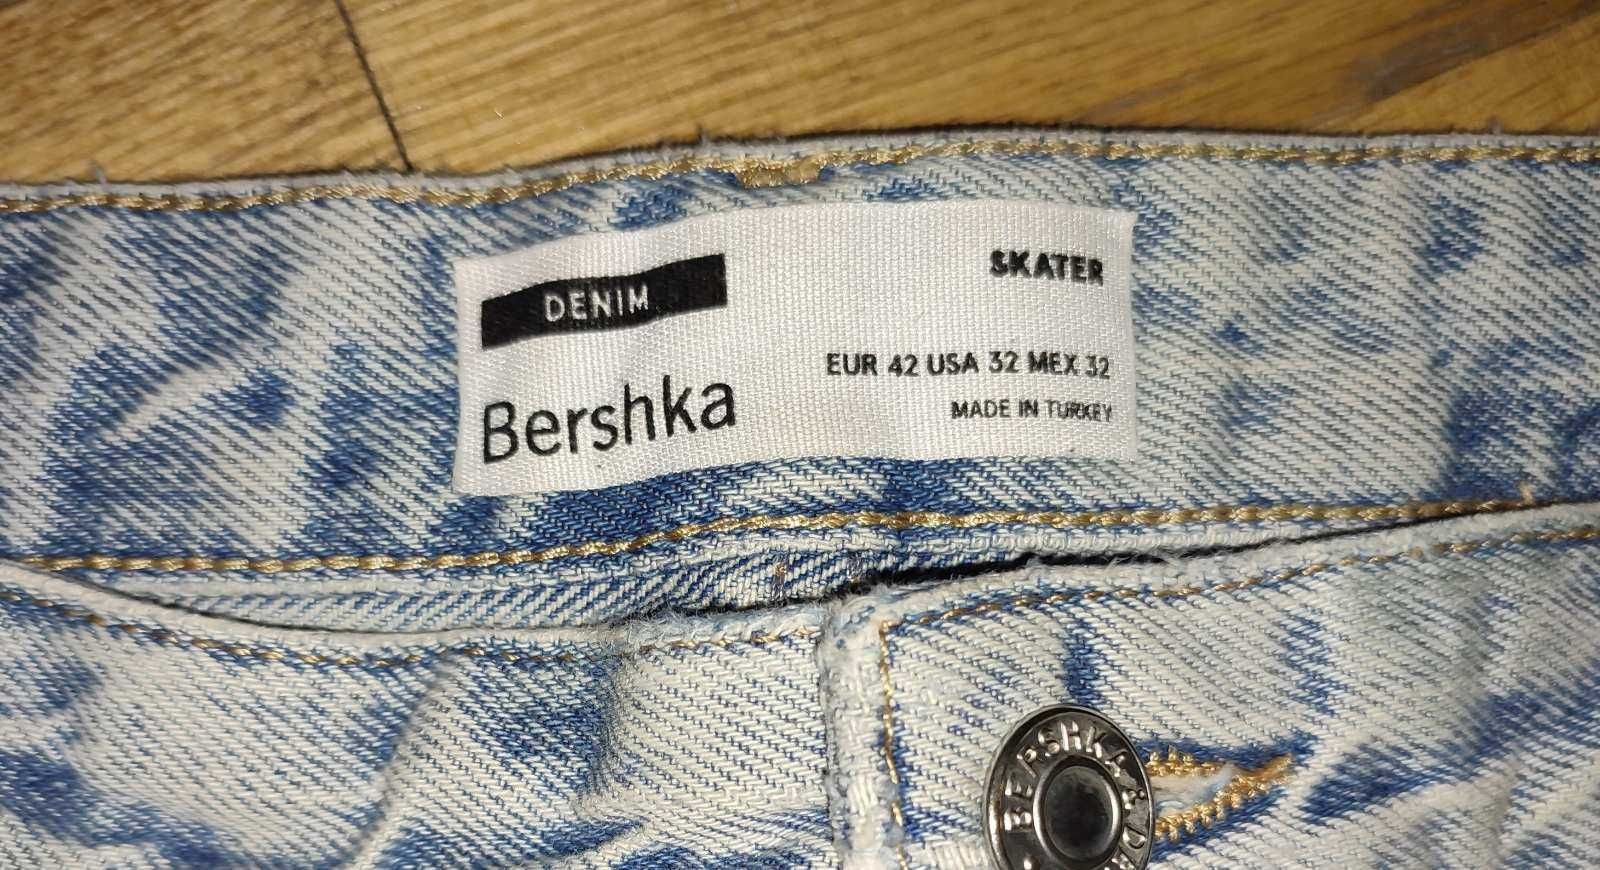 DENIM
Bershka
SKATER
EUR 42 USA 32 MEX 32
MADE IN TURKEY
BERSHKA